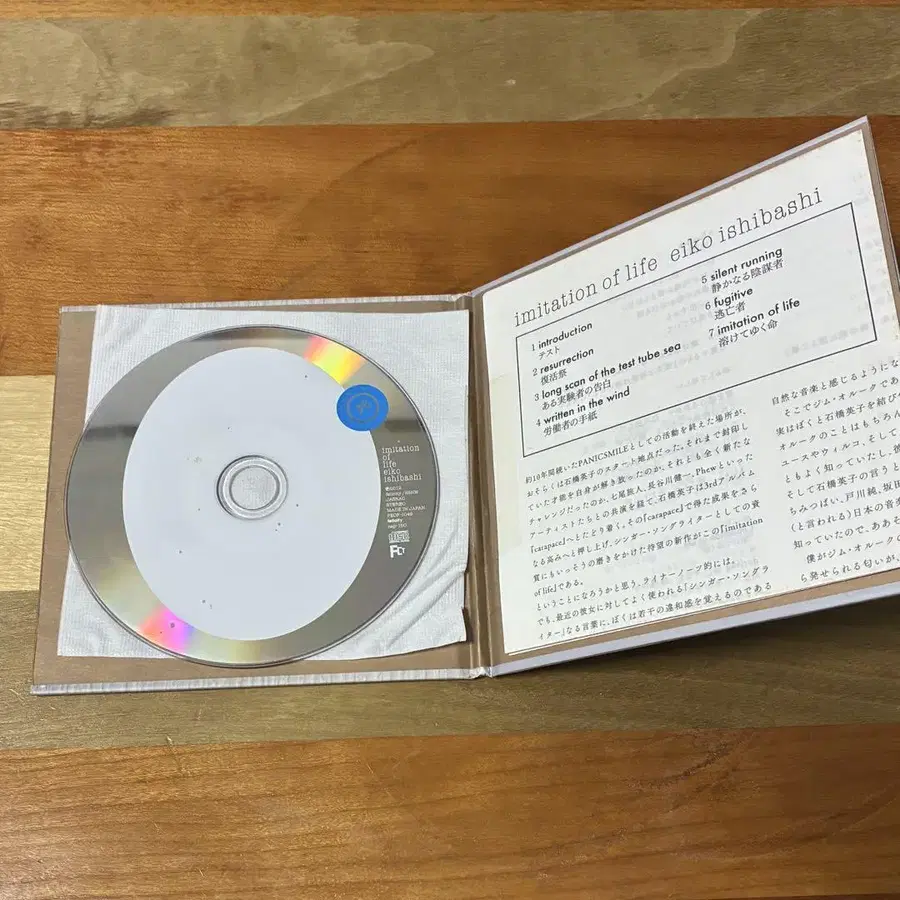 imitation
of
life
eiko
ishibashi
STEREO
MADE IN JAPAN
felicity
imitation of life eiko ishibashi
1 introduction
テスト
2 resurrection
復活祭
3 long scan of the test tube sea
ある実験者の告白
4 written in the wind
労働者の手紙
5 silent running
静かなる陰謀者
6 fugitive
逃亡者
7 imitation of life
溶けてゆく命
約10年間続いたPANICSMILEとしての活動を終えた場所が、
おそらくは石橋英子のスタート地点だった。それまで封印し
ていた才能を自身が解き放ったのか、それとも全く新たな
チャレンジだったのか。七尾旅人、長谷川健一、Phewといった
アーティストたちとの共演を経て、石橋英子は3rdアルバム
『carapace』へとたどり着く。その『carapace』で得た成果をさら
なる高みへと押し上げ、シンガー・ソングライターとしての資
質にもいっそうの磨きをかけた待望の新作がこの『imitation
of life』である。
ということになろうかと思う、ライナーノーツ的には。
でも、最近の彼女に対してよく使われる「シンガー・ソングラ
イター」なる言葉に、ぼくは若干の違和感を覚えるのである
自然な音楽と感じるようにな
そこでジム・オルークであ
実はぼくと石橋英子を結び
オルークのことはもちろん
ユースやウィルコ、そして
ともよく知っていたし、彼
そして石橋英子の言うと
ちみつぱい、戸川純、坂田
(と言われる)日本の音楽
知っていたので、ああそ
僕がジム・オルークの
ら発せられる匂いが、